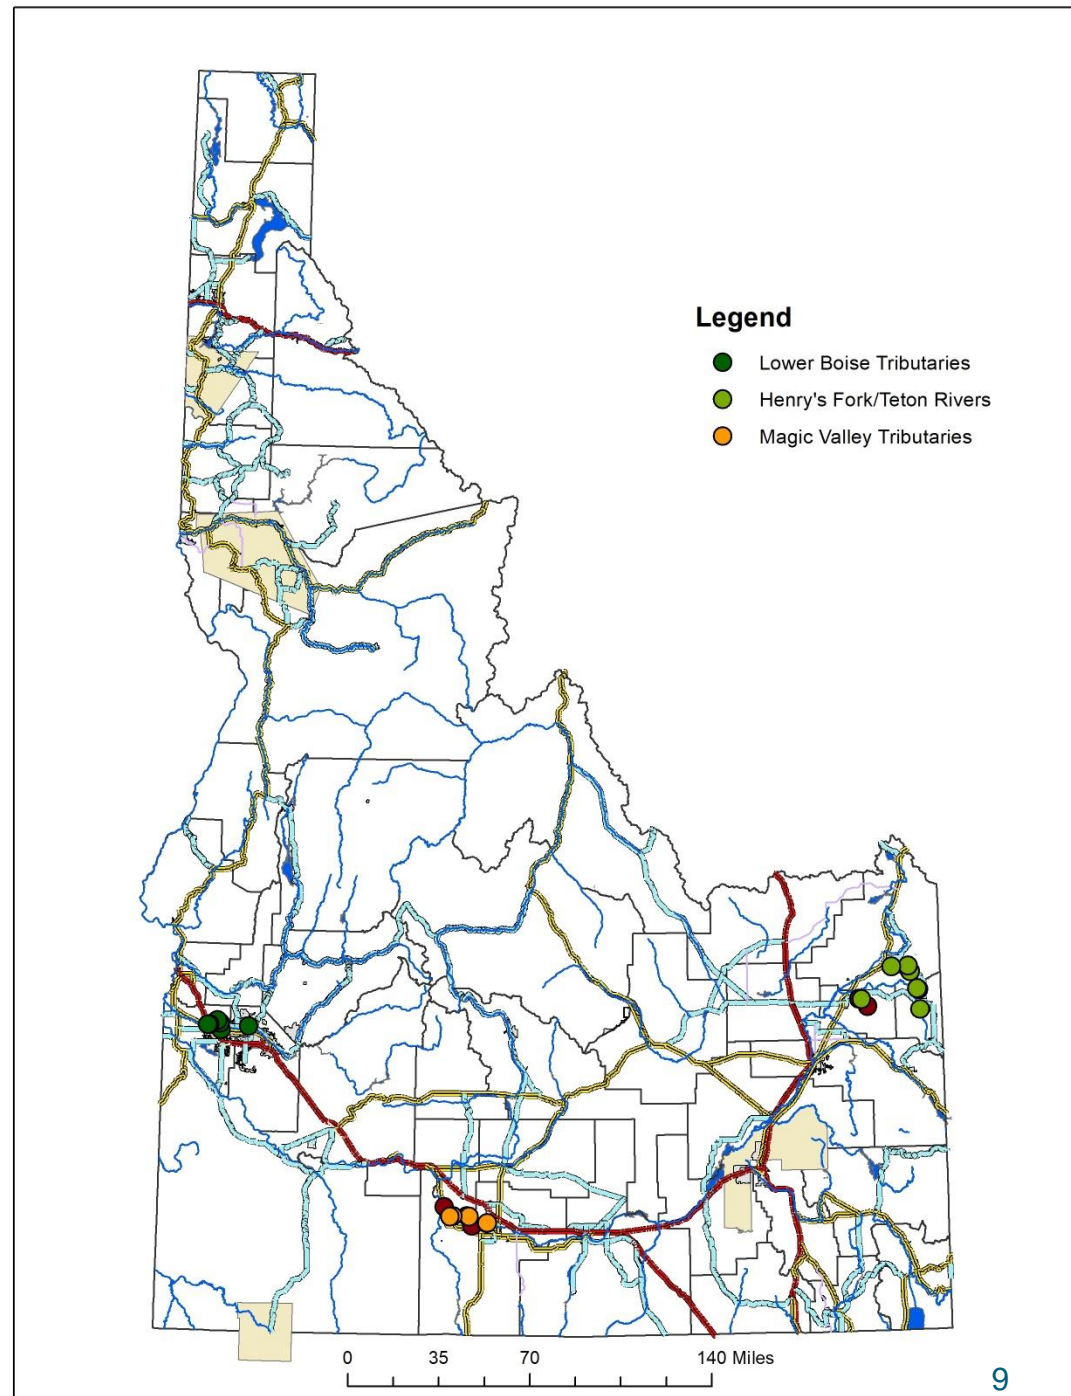 Legend
Lower Boise Tributaries
Henry's Fork/Teton Rivers
Magic Valley Tributaries
0 35 70 140 Miles
9